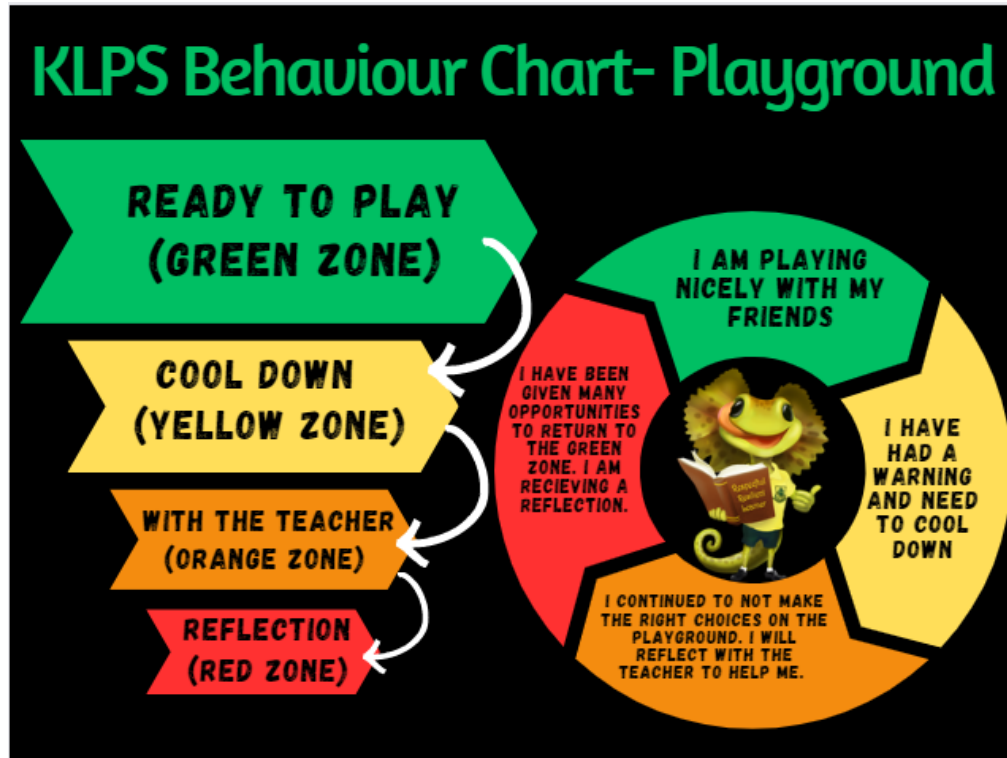 KLPS Behaviour Chart- Playground
READY TO PLAY
(GREEN ZONE)
COOL DOWN
(YELLOW ZONE)
WITH THE TEACHER
(ORANGE ZONE)
REFLECTION
(RED ZONE)
I AM PLAYING
NICELY WITH MY
FRIENDS
I HAVE
HAD A
WARNING
AND NEED
TO COOL
DOWN
I CONTINUED TO NOT MAKE
THE RIGHT CHOICES ON THE
PLAYGROUND. I WILL
REFLECT WITH THE
TEACHER TO HELP ME.
I HAVE BEEN
GIVEN MANY
OPPORTUNITIES
TO RETURN TO
THE GREEN
ZONE. I AM
RECIEVING A
REFLECTION.
Respectful
Resilient
Learner